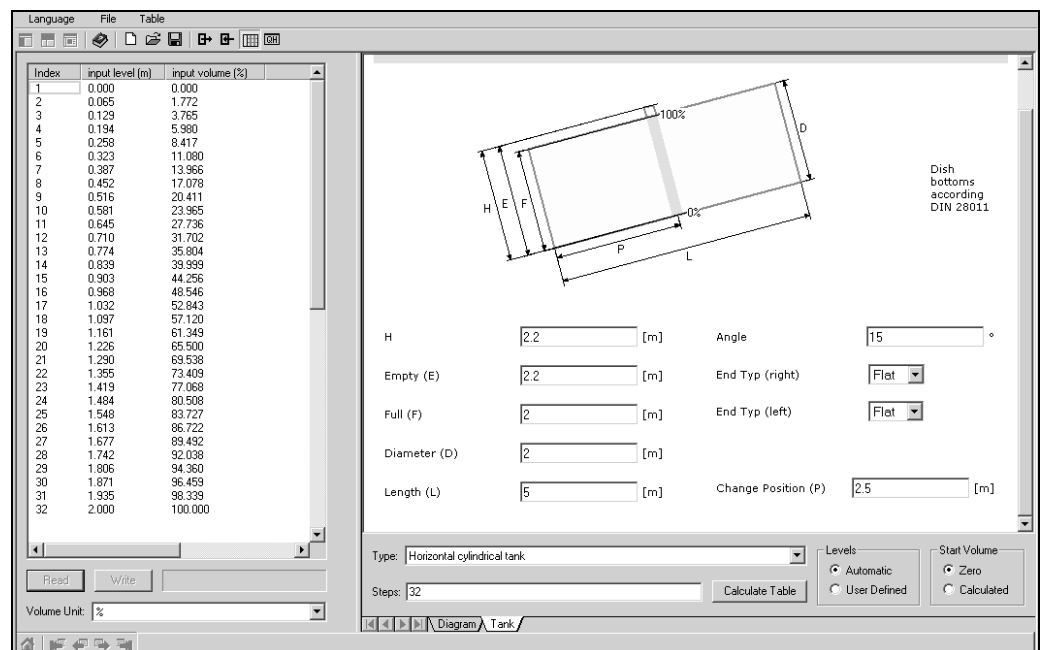 Language File Table
QH
Index input level (m) input volume (%)
1 0.000 0.000
2 0.065 1.772
3 0.129 3.765
4 0.194 5.980
5 0.258 8.417
6 0.323 11.080
7 0.387 13.966
8 0.452 17.078
9 0.516 20.411
10 0.581 23.965
11 0.645 27.736
12 0.710 31.702
13 0.774 35.804
14 0.839 39.999
15 0.903 44.256
16 0.968 48.546
17 1.032 52.843
18 1.097 57.120
19 1.161 61.349
20 1.226 65.500
21 1.290 69.538
22 1.355 73.409
23 1.419 77.068
24 1.484 80.508
25 1.548 83.727
26 1.613 86.722
27 1.677 89.492
28 1.742 92.038
29 1.806 94.360
30 1.871 96.459
31 1.935 98.339
32 2.000 100.000
Read Write
Volume Unit: %
100%
D
H E F
0%
P
L
Dish
bottoms
according
DIN 28011
H 2.2 [m] Angle 15 °
Empty (E) 2.2 [m] End Typ (right) Flat
Full (F) 2 [m] End Typ (left) Flat
Diameter (D) 2 [m]
Length (L) 5 [m] Change Position (P) 2.5 [m]
Type: Horizontal cylindrical tank
Steps: 32 Calculate Table
Levels
Automatic
User Defined
Start Volume
Zero
Calculated
Diagram Tank